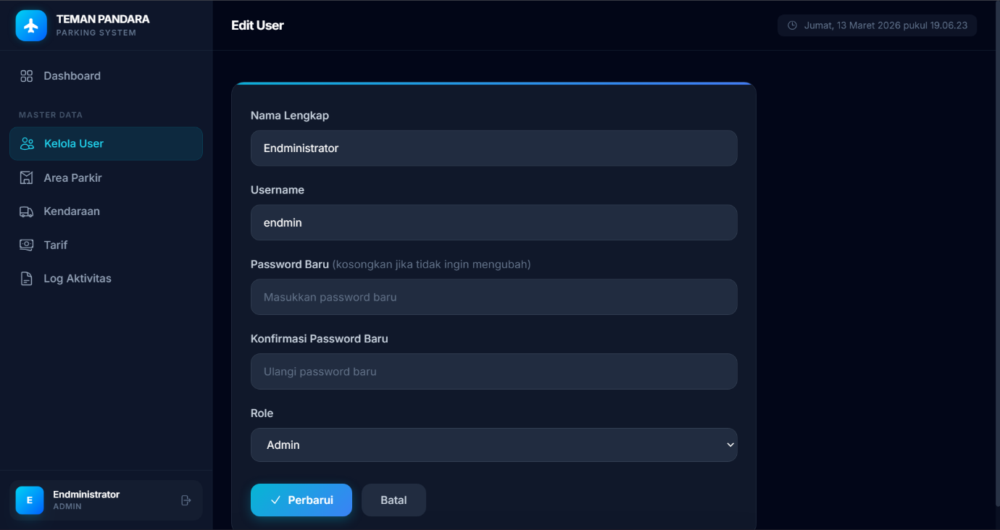 TEMAN PANDARA
PARKING SYSTEM
Edit User
Jumat, 13 Maret 2026 pukul 19.06.23
Dashboard
MASTER DATA
Kelola User
Area Parkir
Kendaraan
Tarif
Log Aktivitas
Nama Lengkap
Endministrator
Username
endmin
Password Baru (kosongkan jika tidak ingin mengubah)
Masukkan password baru
Konfirmasi Password Baru
Ulangi password baru
Role
Admin
Perbarui
Batal
E
Endministrator
ADMIN